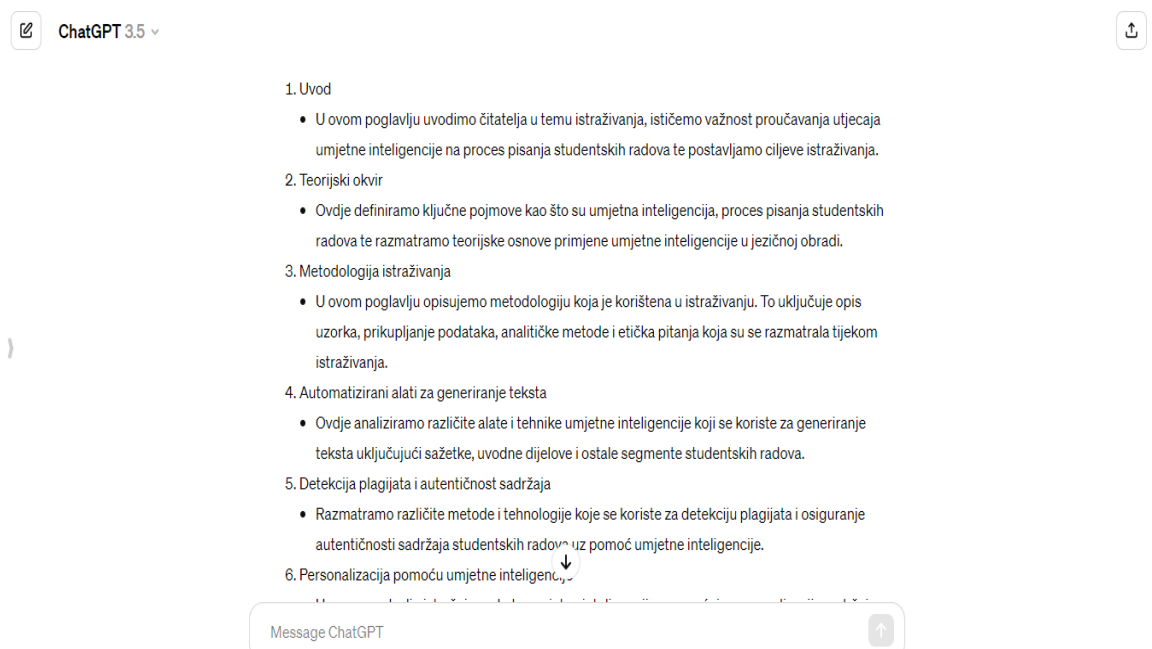 ChatGPT 3.5
1. Uvod
• U ovom poglavlju uvodimo čitatelja u temu istraživanja, ističemo važnost proučavanja utjecaja
umjetne inteligencije na proces pisanja studentskih radova te postavljamo ciljeve istraživanja.
2. Teorijski okvir
• Ovdje definiramo ključne pojmove kao što su umjetna inteligencija, proces pisanja studentskih
radova te razmatramo teorijske osnove primjene umjetne inteligencije u jezičnoj obradi.
3. Metodologija istraživanja
• U ovom poglavlju opisujemo metodologiju koja je korištena u istraživanju. To uključuje opis
uzorka, prikupljanje podataka, analitičke metode i etička pitanja koja su se razmatrala tijekom
istraživanja.
4. Automatizirani alati za generiranje teksta
• Ovdje analiziramo različite alate i tehnike umjetne inteligencije koji se koriste za generiranje
teksta uključujući sažetke, uvodne dijelove i ostale segmente studentskih radova.
5. Detekcija plagijata i autentičnost sadržaja
• Razmatramo različite metode i tehnologije koje se koriste za detekciju plagijata i osiguranje
autentičnosti sadržaja studentskih radova uz pomoć umjetne inteligencije.
6. Personalizacija pomoću umjetne inteligencije
Message ChatGPT